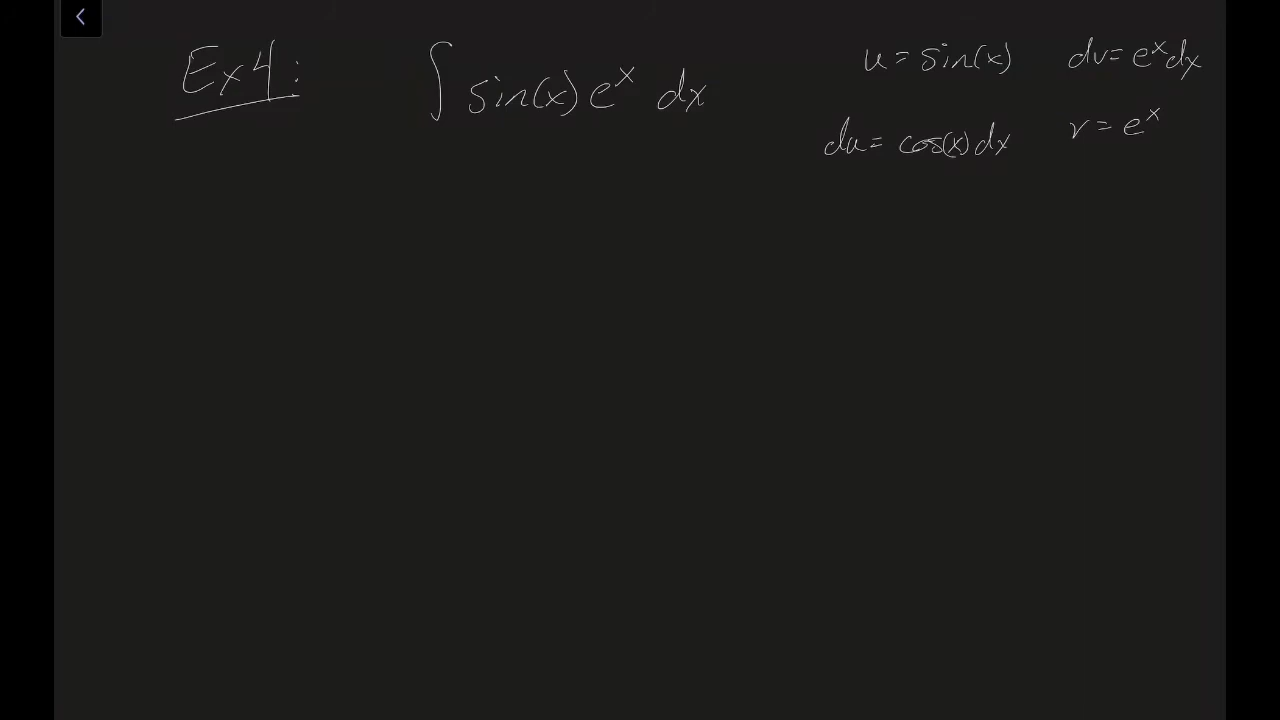 Ex4: ∫ sin(x) e^x dx
u = sin(x) dv = e^x dx
du = cos(x) dx v = e^x